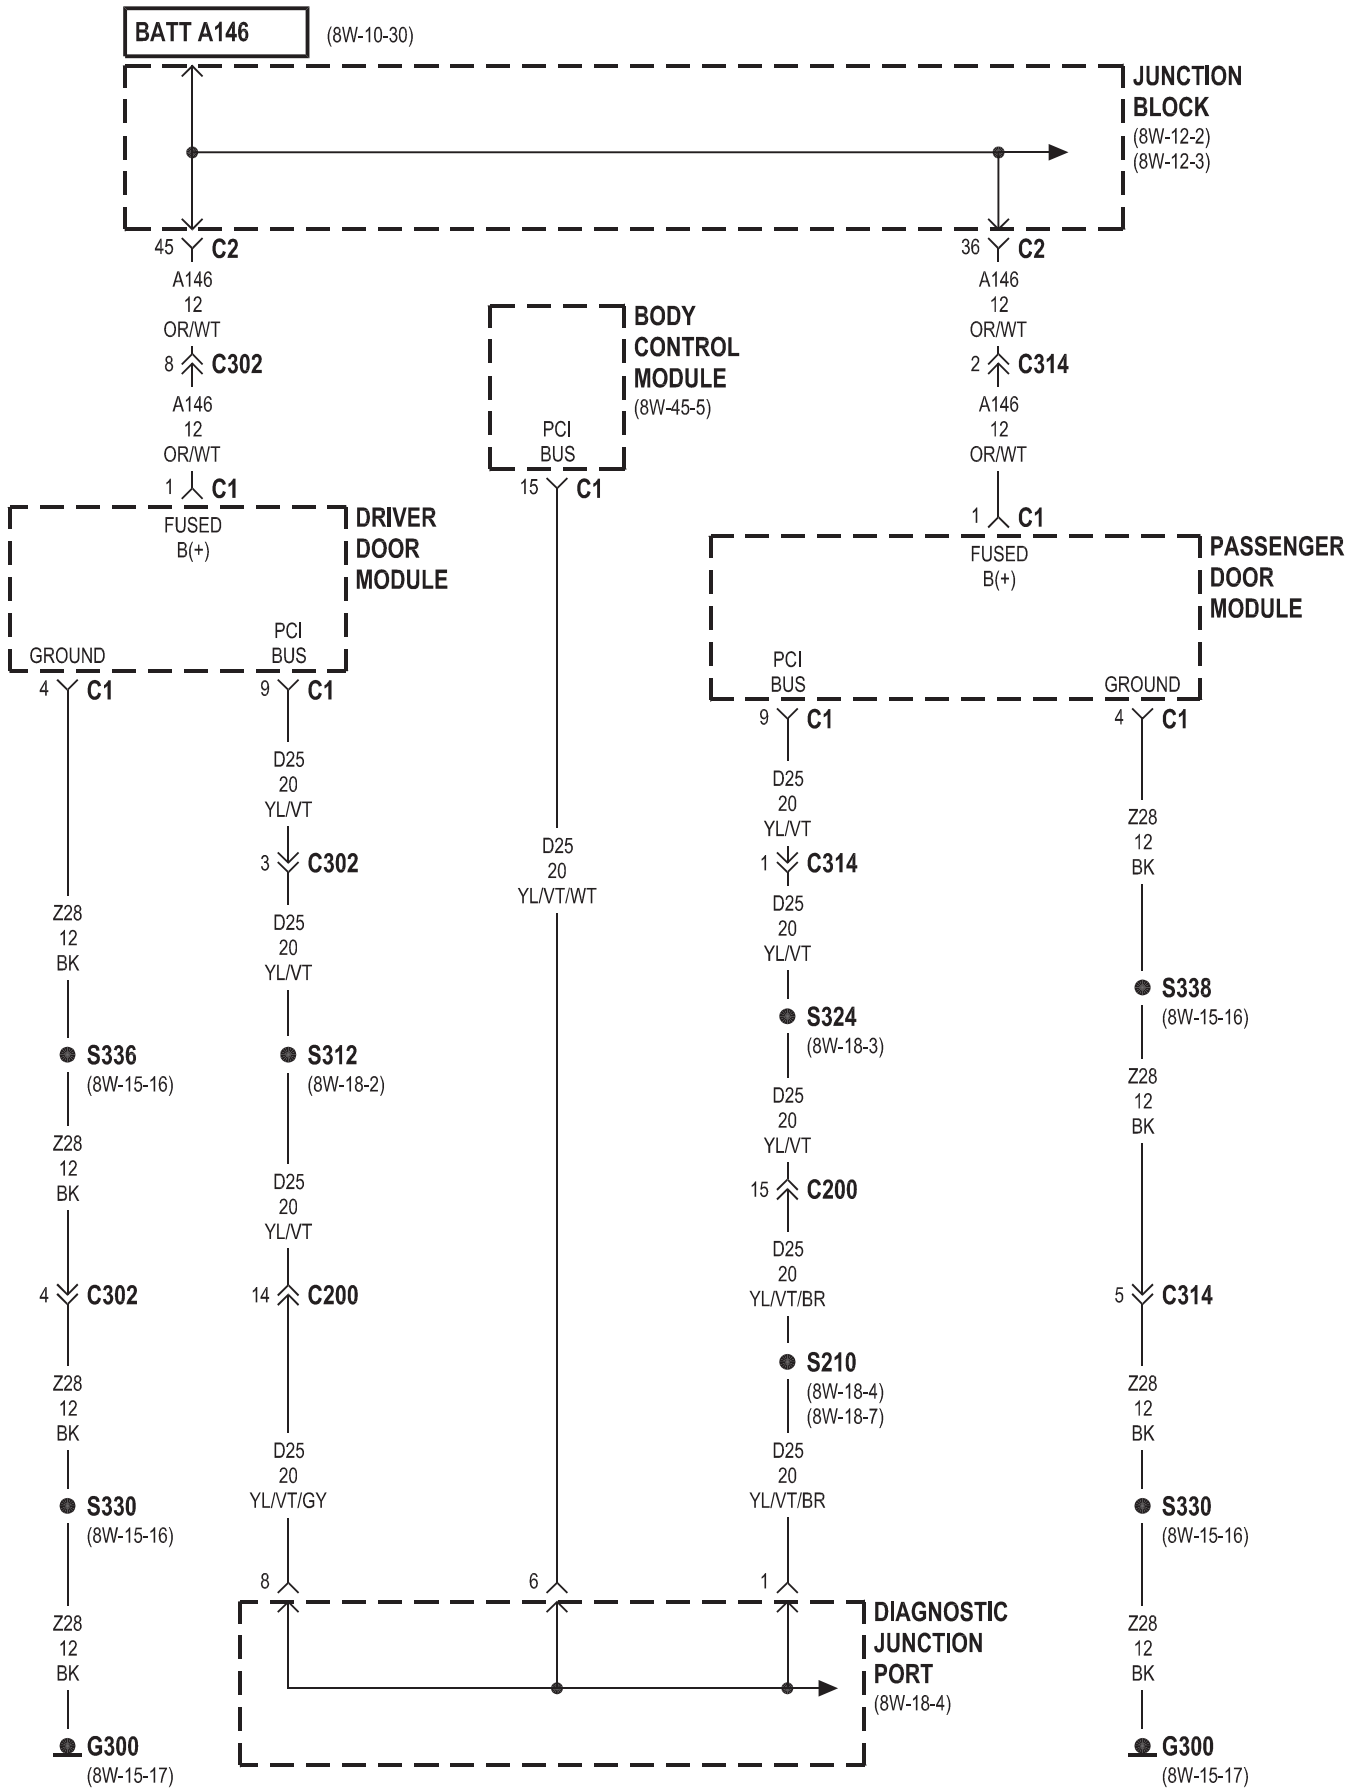 BATT A146
(8W-10-30)
JUNCTION
BLOCK
(8W-12-2)
(8W-12-3)
45
C2
36
C2
A146
12
OR/WT
A146
12
OR/WT
8
C302
2
C314
A146
12
OR/WT
A146
12
OR/WT
BODY
CONTROL
MODULE
(8W-45-5)
PCI
BUS
15
C1
1
C1
1
C1
FUSED
B(+)
DRIVER
DOOR
MODULE
GROUND
PCI
BUS
FUSED
B(+)
PASSENGER
DOOR
MODULE
PCI
BUS
GROUND
4
C1
9
C1
9
C1
4
C1
D25
20
YL/VT
D25
20
YL/VT
Z28
12
BK
3
C302
D25
20
YL/VT/WT
1
C314
Z28
12
BK
D25
20
YL/VT
D25
20
YL/VT
S338
(8W-15-16)
S324
(8W-18-3)
S336
(8W-15-16)
S312
(8W-18-2)
Z28
12
BK
D25
20
YL/VT
Z28
12
BK
D25
20
YL/VT
15
C200
4
C302
14
C200
D25
20
YL/VT/BR
5
C314
S210
(8W-18-4)
(8W-18-7)
Z28
12
BK
Z28
12
BK
D25
20
YL/VT/GY
D25
20
YL/VT/BR
S330
(8W-15-16)
S330
(8W-15-16)
8
6
1
DIAGNOSTIC
JUNCTION
PORT
(8W-18-4)
Z28
12
BK
Z28
12
BK
G300
(8W-15-17)
G300
(8W-15-17)